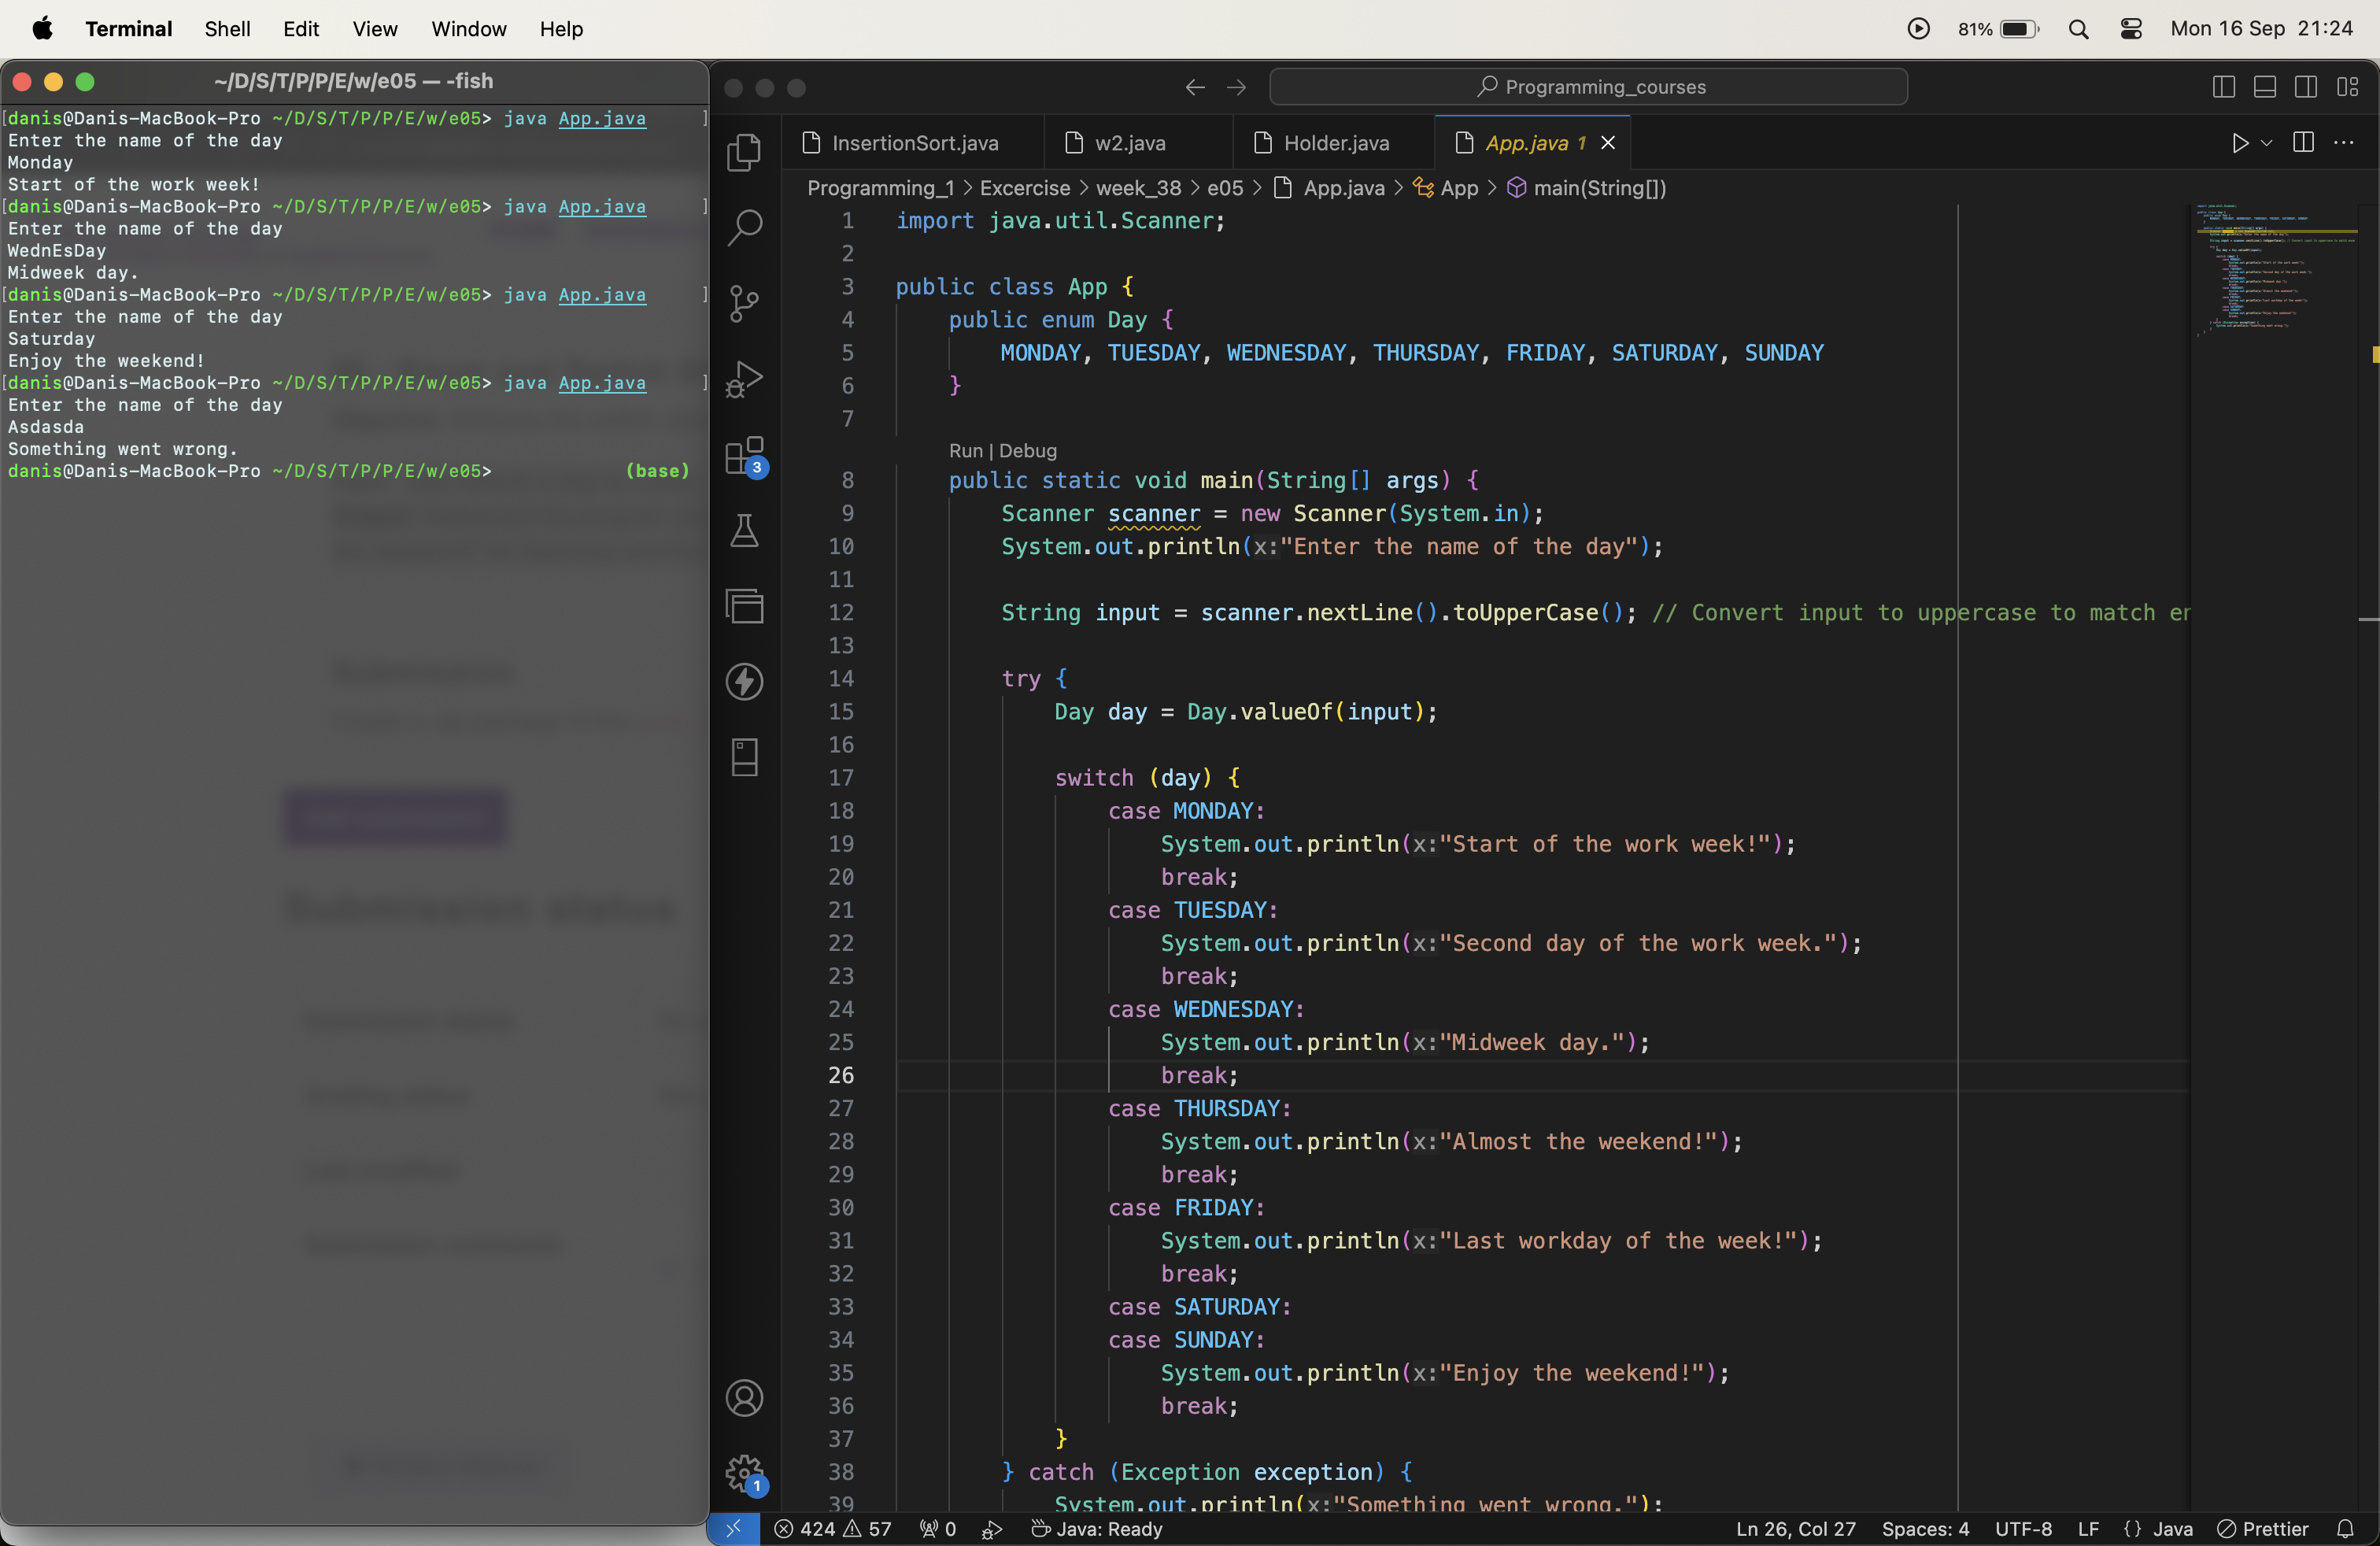 Terminal Shell Edit View Window Help 81% Mon 16 Sep 21:24
~/D/S/T/P/P/E/w/e05 — -fish
[danis@Danis-MacBook-Pro ~/D/S/T/P/P/E/w/e05> java App.java ]
Enter the name of the day
Monday
Start of the work week!
[danis@Danis-MacBook-Pro ~/D/S/T/P/P/E/w/e05> java App.java ]
Enter the name of the day
WednEsDay
Midweek day.
[danis@Danis-MacBook-Pro ~/D/S/T/P/P/E/w/e05> java App.java ]
Enter the name of the day
Saturday
Enjoy the weekend!
[danis@Danis-MacBook-Pro ~/D/S/T/P/P/E/w/e05> java App.java ]
Enter the name of the day
Asdasda
Something went wrong.
danis@Danis-MacBook-Pro ~/D/S/T/P/P/E/w/e05> (base)
Programming_courses
InsertionSort.java w2.java Holder.java App.java 1
Programming_1 > Excercise > week_38 > e05 > App.java > App > main(String[])
1 import java.util.Scanner;
2
3 public class App {
4 public enum Day {
5 MONDAY, TUESDAY, WEDNESDAY, THURSDAY, FRIDAY, SATURDAY, SUNDAY
6 }
7
Run | Debug
8 public static void main(String[] args) {
9 Scanner scanner = new Scanner(System.in);
10 System.out.println(x:"Enter the name of the day");
11
12 String input = scanner.nextLine().toUpperCase(); // Convert input to uppercase to match en
13
14 try {
15 Day day = Day.valueOf(input);
16
17 switch (day) {
18 case MONDAY:
19 System.out.println(x:"Start of the work week!");
20 break;
21 case TUESDAY:
22 System.out.println(x:"Second day of the work week.");
23 break;
24 case WEDNESDAY:
25 System.out.println(x:"Midweek day.");
26 break;
27 case THURSDAY:
28 System.out.println(x:"Almost the weekend!");
29 break;
30 case FRIDAY:
31 System.out.println(x:"Last workday of the week!");
32 break;
33 case SATURDAY:
34 case SUNDAY:
35 System.out.println(x:"Enjoy the weekend!");
36 break;
37 }
38 } catch (Exception exception) {
39 System.out.println(x:"Something went wrong.");
3
1
424 57 0 Java: Ready Ln 26, Col 27 Spaces: 4 UTF-8 LF {} Java Prettier